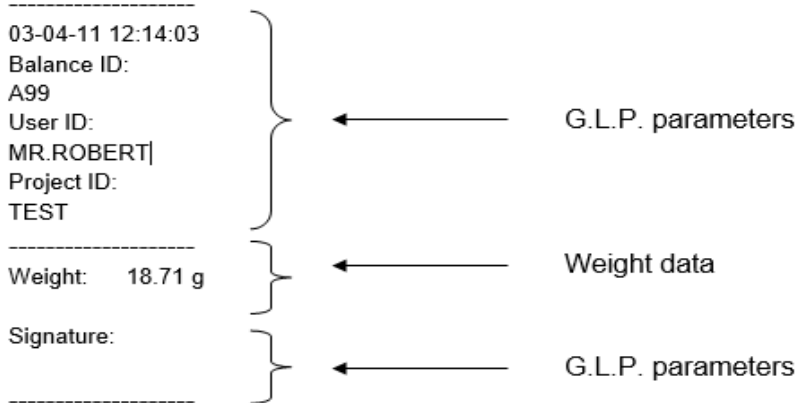 --------------------
03-04-11 12:14:03
Balance ID:
A99
User ID:
MR.ROBERT|
Project ID:
TEST
G.L.P. parameters
--------------------
Weight: 18.71 g
Weight data
Signature:
G.L.P. parameters
--------------------